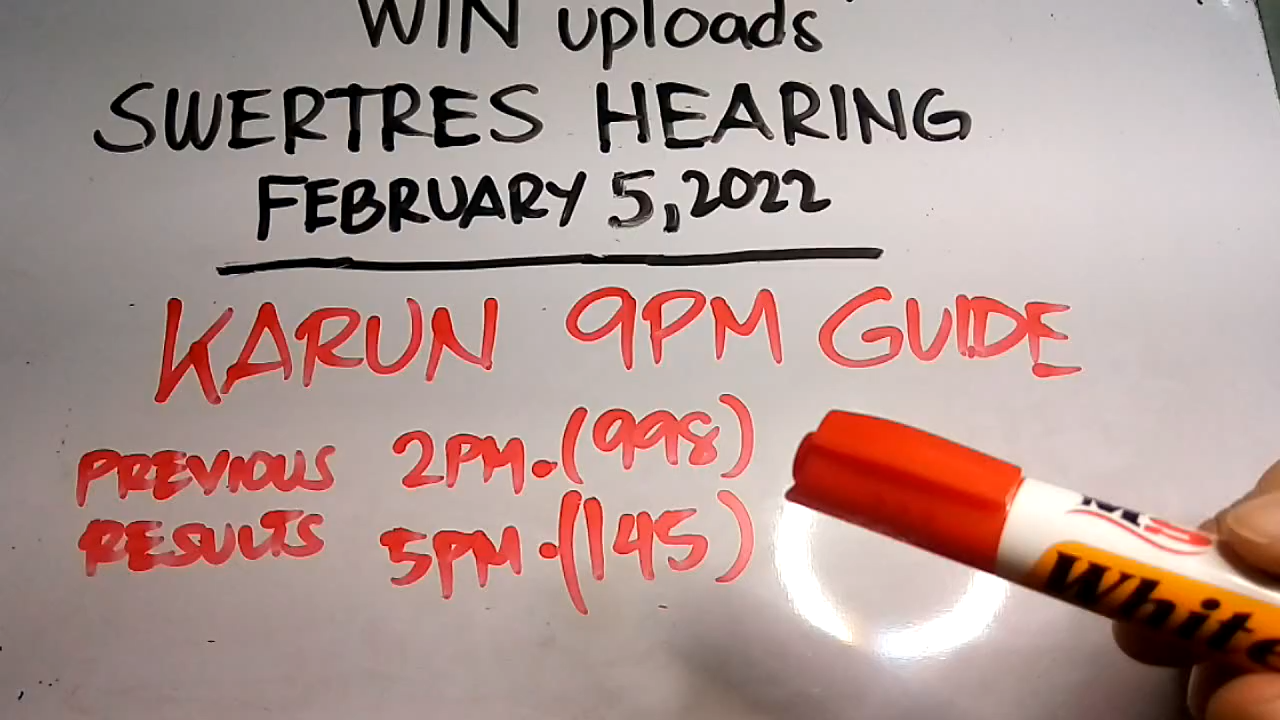 WIN uploads
SWERTRES HEARING
FEBRUARY 5, 2022
KARUN 9PM GUIDE
PREVIOUS 2PM.(998)
RESULTS 5PM.(145)
White